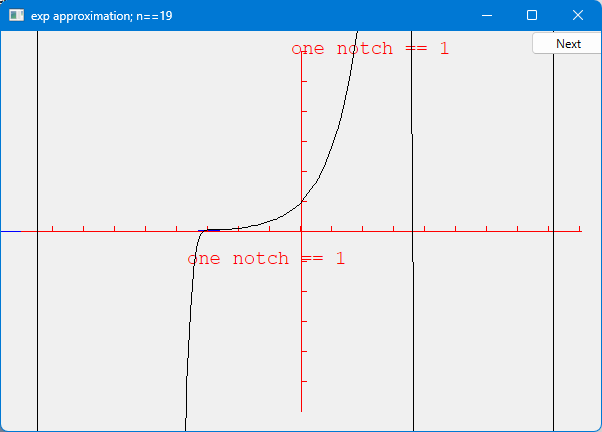 exp approximation; n==19
Next
one notch == 1
one notch == 1